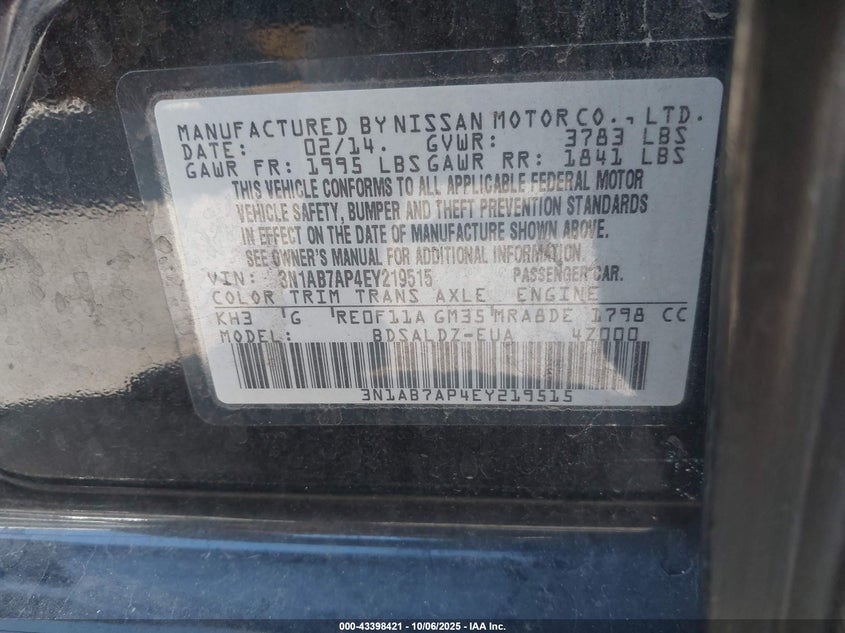 MANUFACTURED BY NISSAN MOTOR CO., LTD.
DATE: 02/14. GVWR: 3783 LBS
GAWR FR: 1995 LBS GAWR RR: 1841 LBS
THIS VEHICLE CONFORMS TO ALL APPLICABLE FEDERAL MOTOR
VEHICLE SAFETY, BUMPER AND THEFT PREVENTION STANDARDS
IN EFFECT ON THE DATE OF MANUFACTURE SHOWN ABOVE.
SEE OWNER'S MANUAL FOR ADDITIONAL INFORMATION.
VIN: 3N1AB7AP4EY219515 PASSENGER CAR.
COLOR TRIM TRANS AXLE ENGINE
KH3 G RE0F11A GM35 MRA8DE 1798 CC
MODEL: BDSALDZ-EUA 4Z000
3N1AB7AP4EY219515
000-43398421 | 10/06/2025 | IAA Inc.